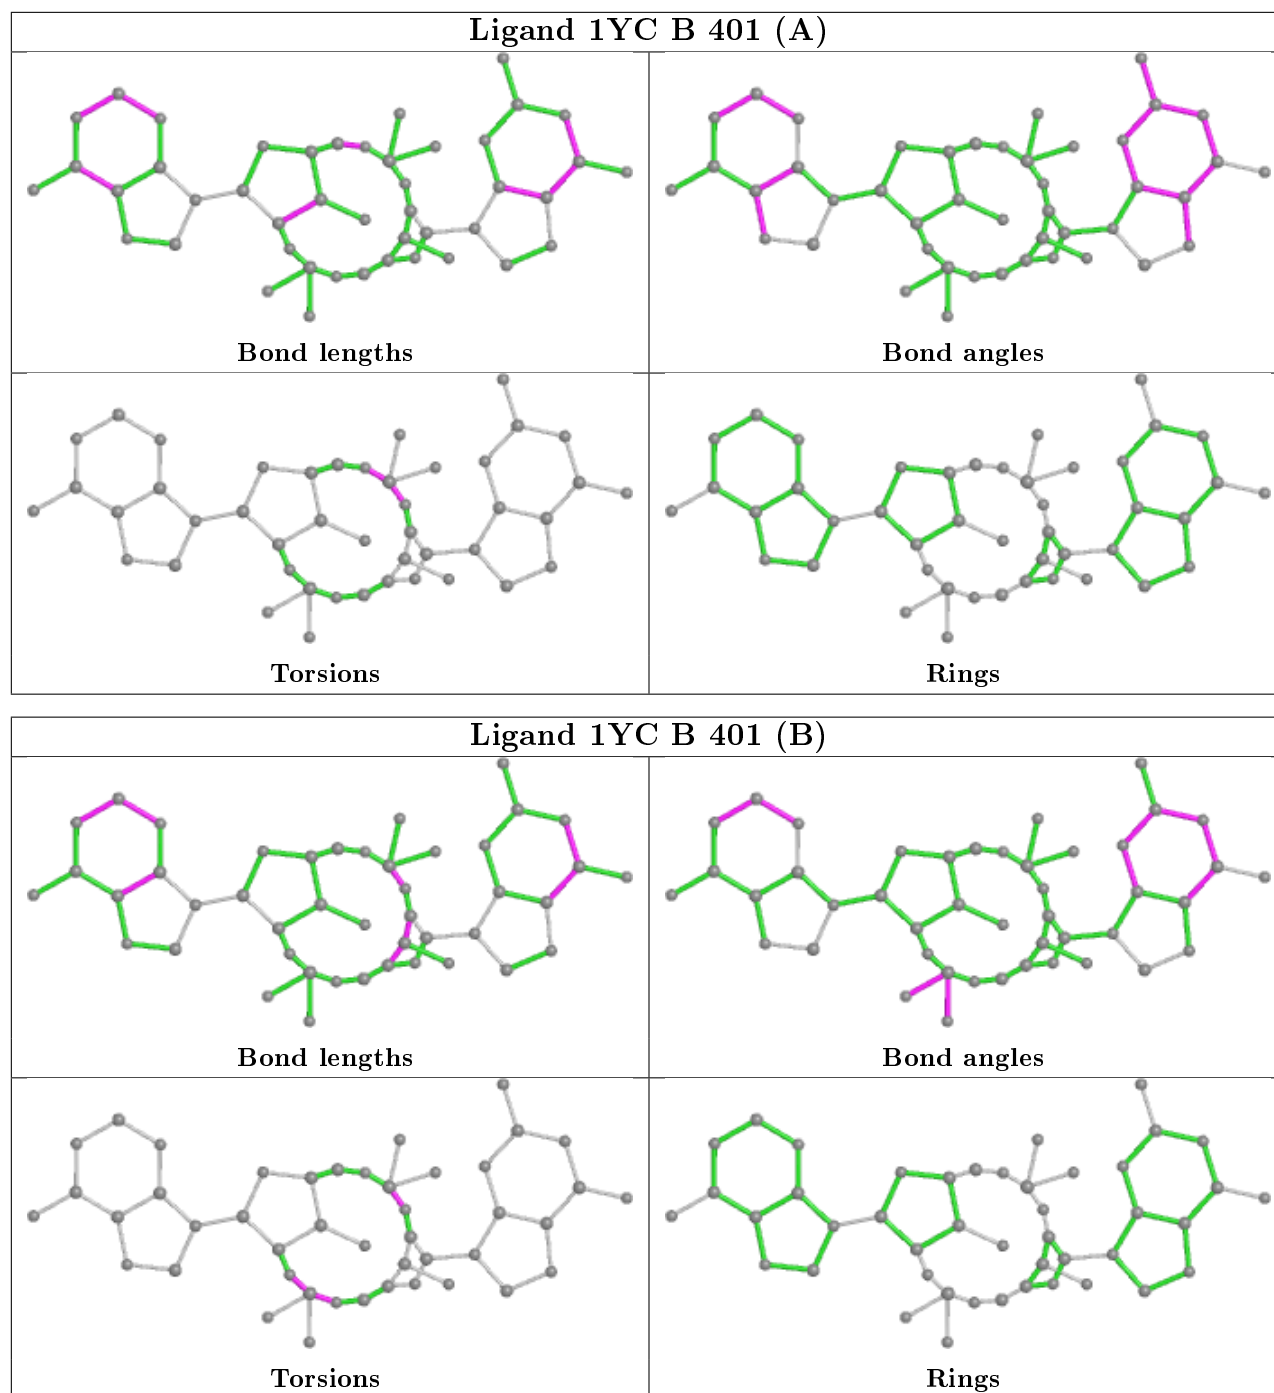 Ligand 1YC B 401 (A)
Bond lengths
Bond angles
Torsions
Rings
Ligand 1YC B 401 (B)
Bond lengths
Bond angles
Torsions
Rings